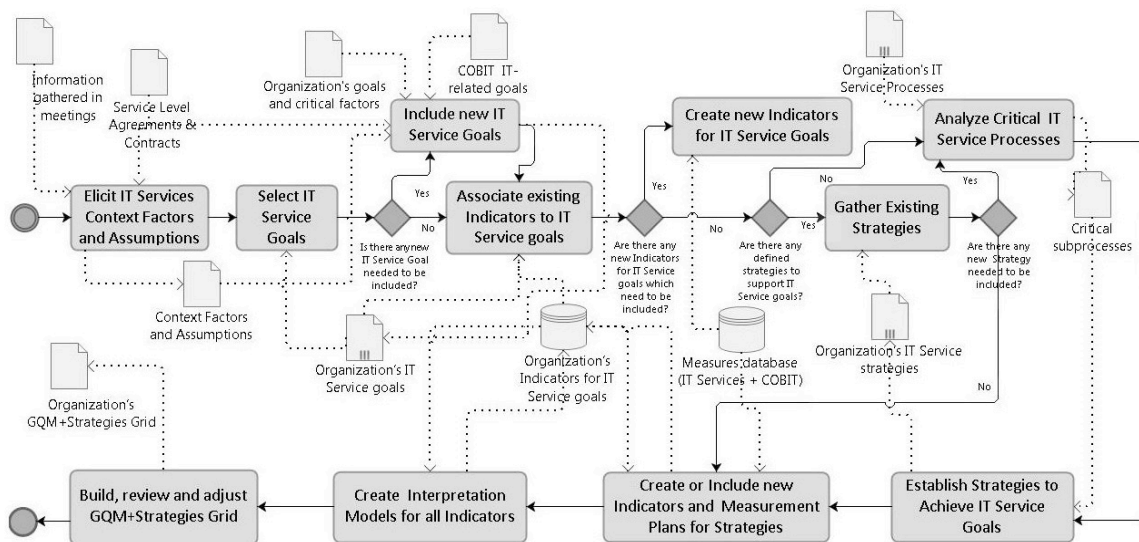 Information
gathered in
meetings
Service Level
Agreements &
Contracts
Organization's goals
and critical factors
COBIT IT-
related goals
Organization's IT
Service Processes
Include new IT
Service Goals
Create new Indicators
for IT Service Goals
Analyze Critical IT
Service Processes
Elicit IT Services
Context Factors
and Assumptions
Select IT
Service
Goals
Yes
No
Is there anynew
IT Service Goal
needed to be
included?
Associate existing
Indicators to IT
Service goals
Yes
No
Are there any
new Indicators
for IT Service
goals which
need to be
included?
No
Yes
Are there any
defined
strategies to
support IT
Service goals?
Gather Existing
Strategies
Yes
Are there any
new Strategy
needed to be
included?
No
Critical
subprocesses
Context Factors
and Assumptions
Organization's IT
Service goals
Organization's
Indicators for IT
Service goals
Measures database
(IT Services + COBIT)
Organization's IT Service
strategies
Organization's
GQM+Strategies Grid
Build, review and adjust
GQM+Strategies Grid
Create Interpretation
Models for all Indicators
Create or Include new
Indicators and Measurement
Plans for Strategies
Establish Strategies to
Achieve IT Service
Goals